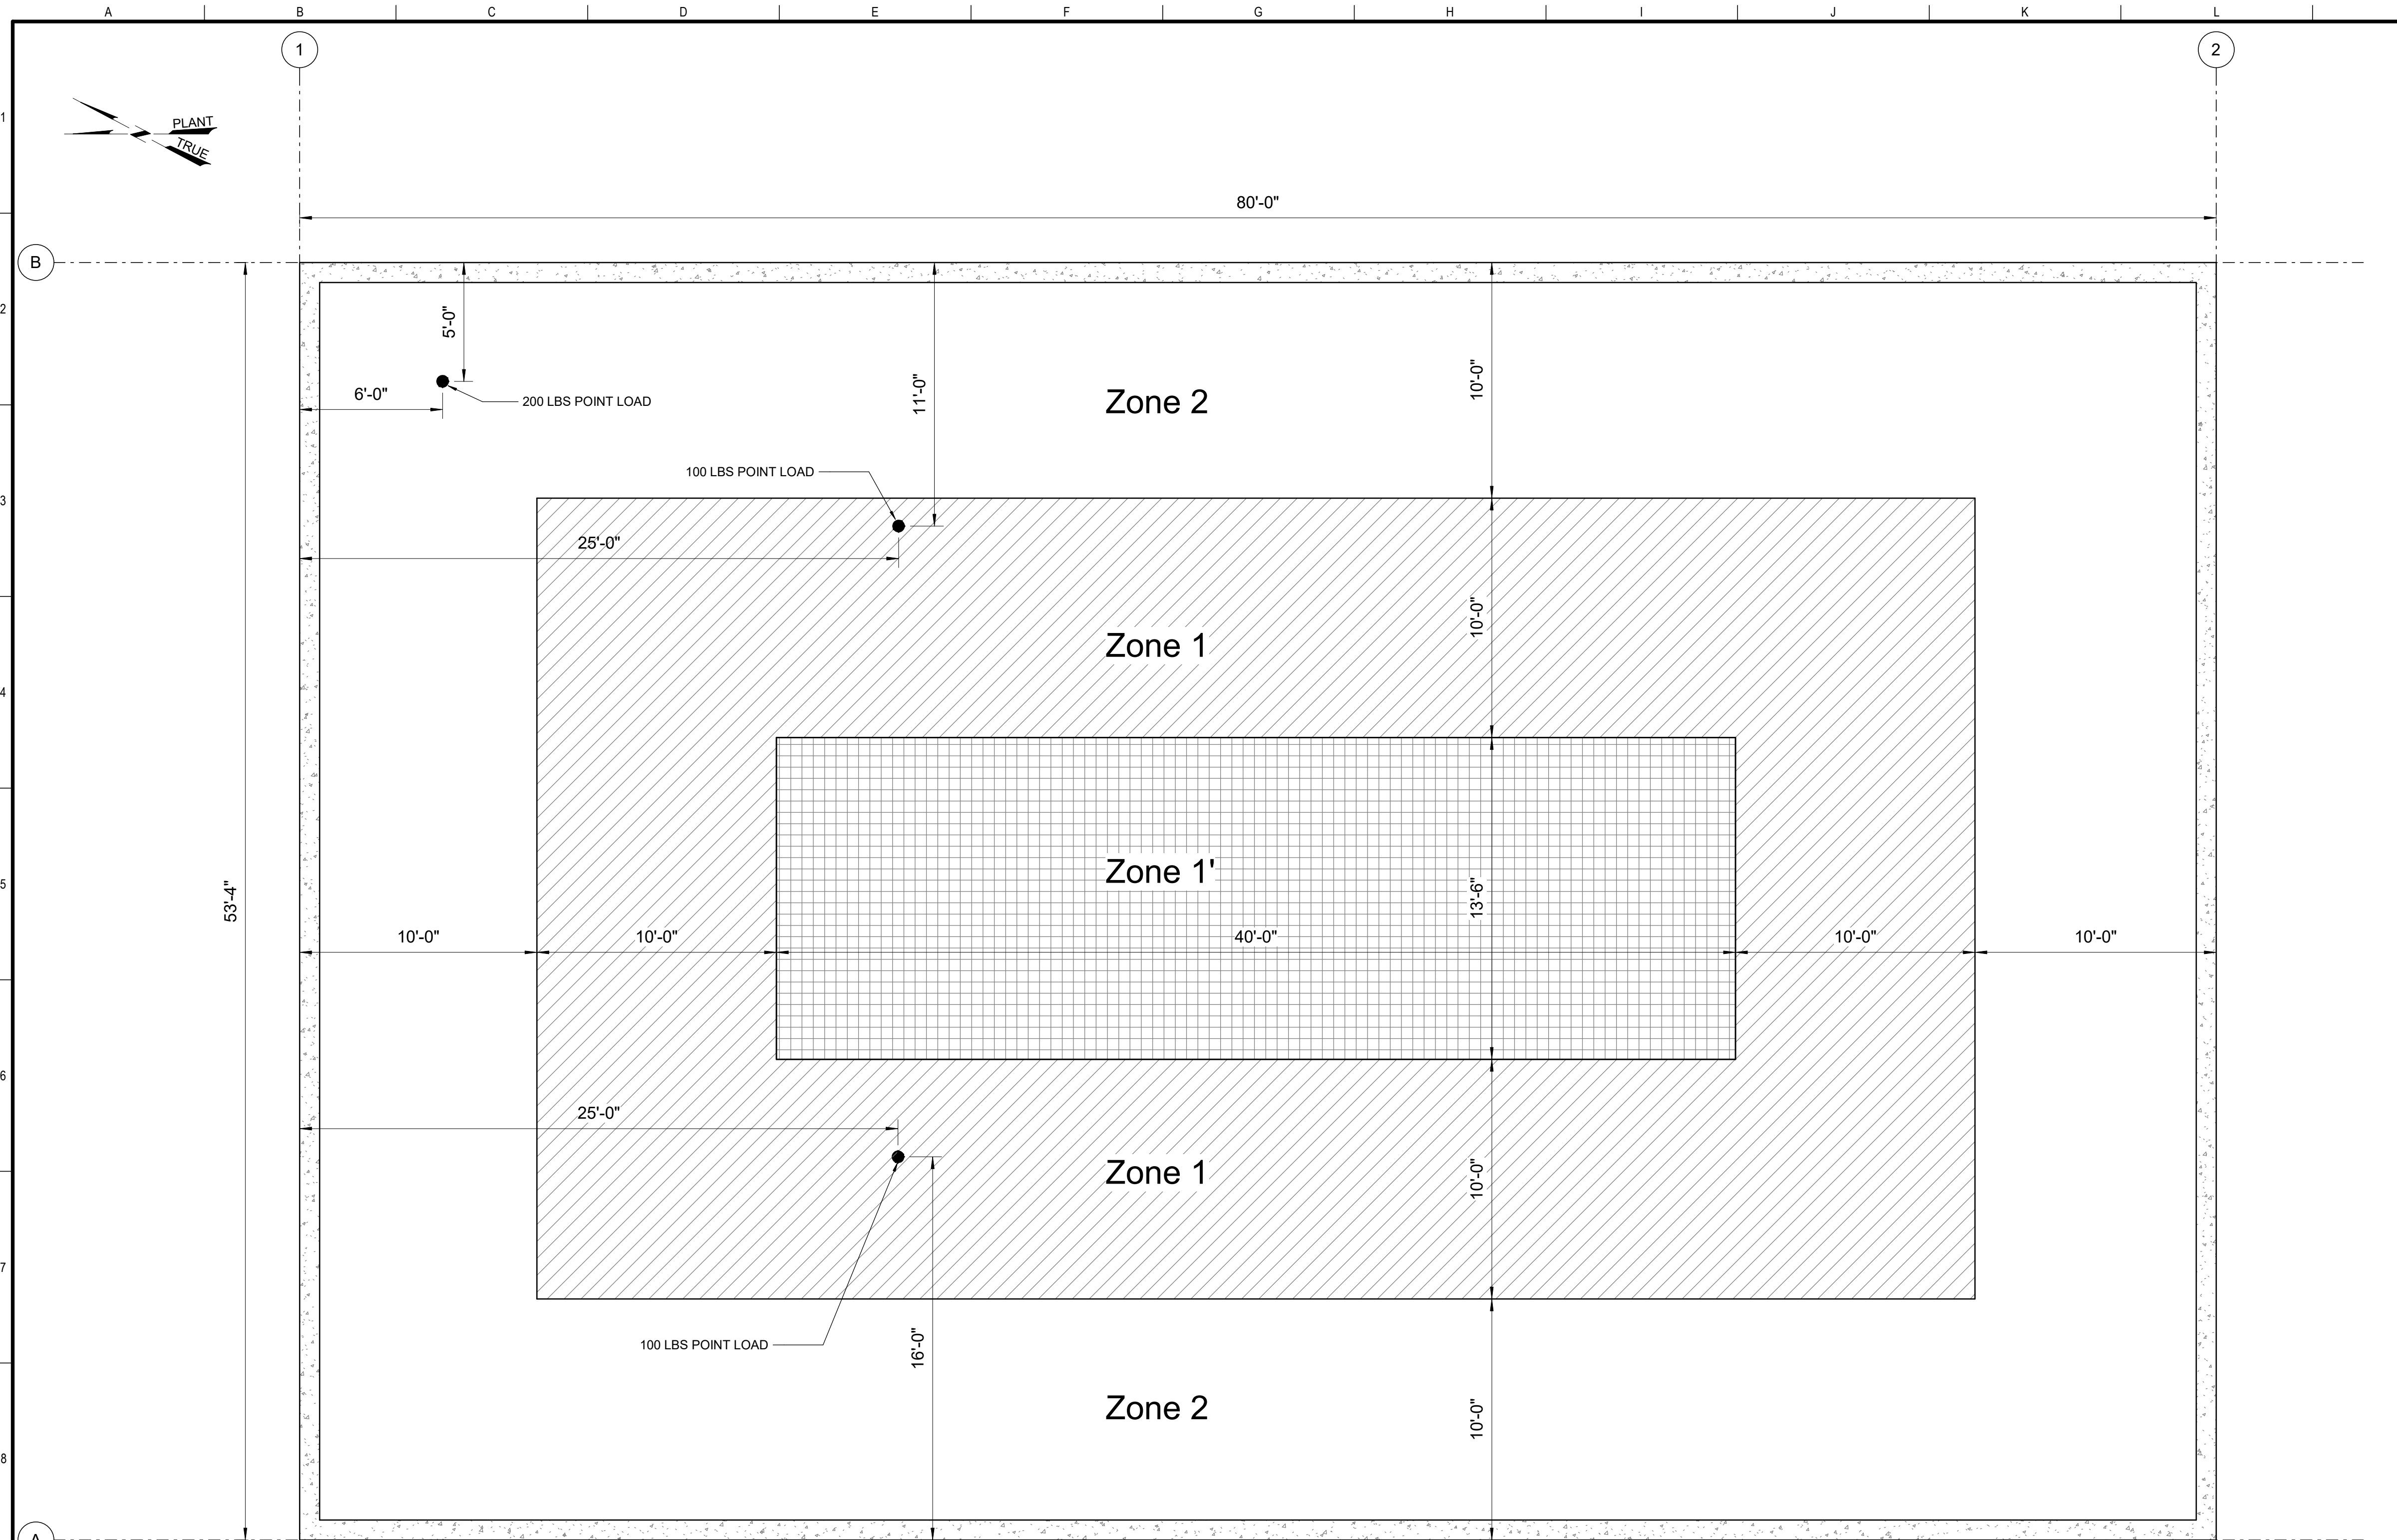 A B C D E F G H I J K L
1 2
1
PLANT
TRUE
80'-0"
B
2
5'-0"
6'-0"
200 LBS POINT LOAD
11'-0"
Zone 2
10'-0"
100 LBS POINT LOAD
3
25'-0"
10'-0"
Zone 1
4
Zone 1'
13'-6"
5
53'-4"
10'-0" 10'-0" 40'-0" 10'-0" 10'-0"
6
25'-0"
Zone 1
10'-0"
7
100 LBS POINT LOAD
16'-0"
Zone 2
10'-0"
8
A